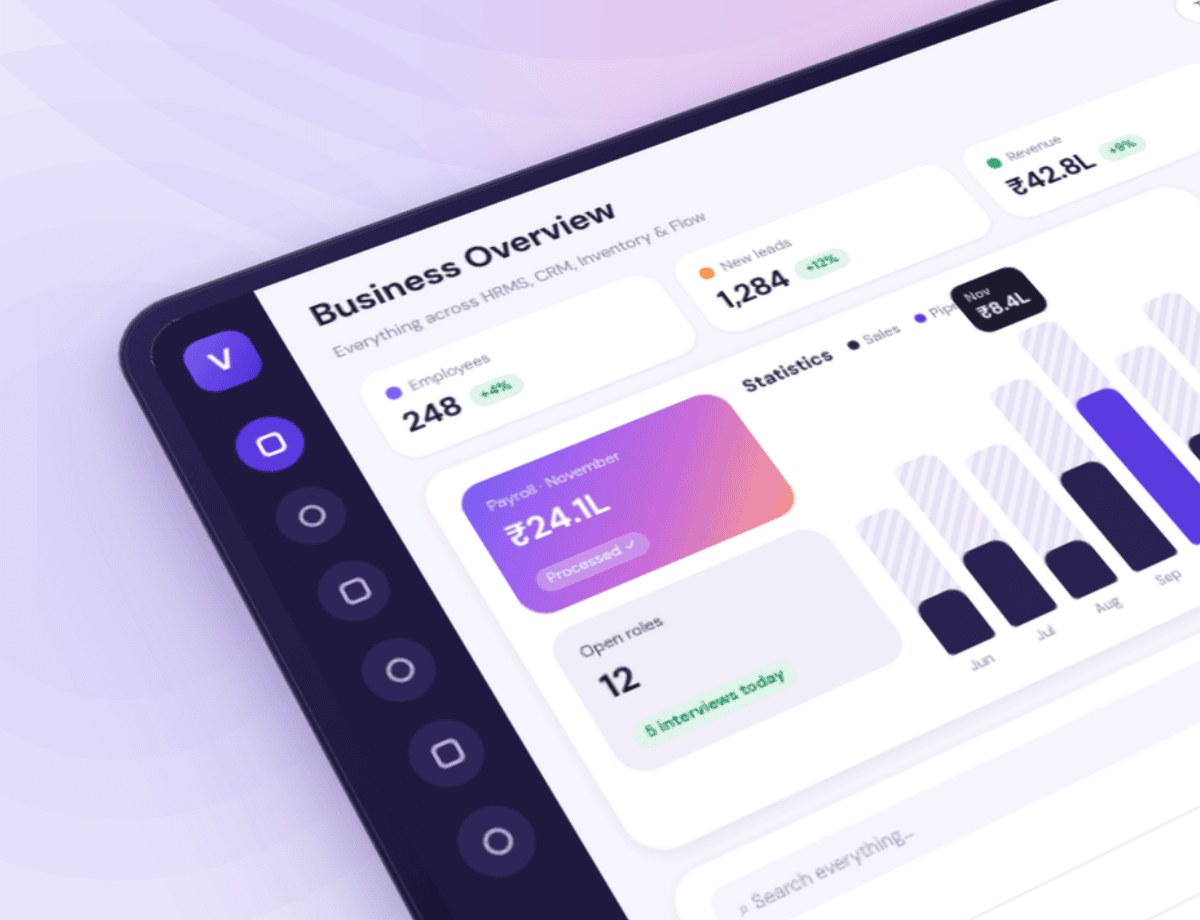 V
Business Overview
Everything across HRMS, CRM, Inventory & Flow
Employees
248 +4%
New leads
1,284 +12%
Revenue
₹42.8L +9%
Payroll · November
₹24.1L
Processed ✓
Open roles
12
5 interviews today
Statistics
Sales
Nov
₹8.4L
Jun
Jul
Aug
Sep
Search everything...